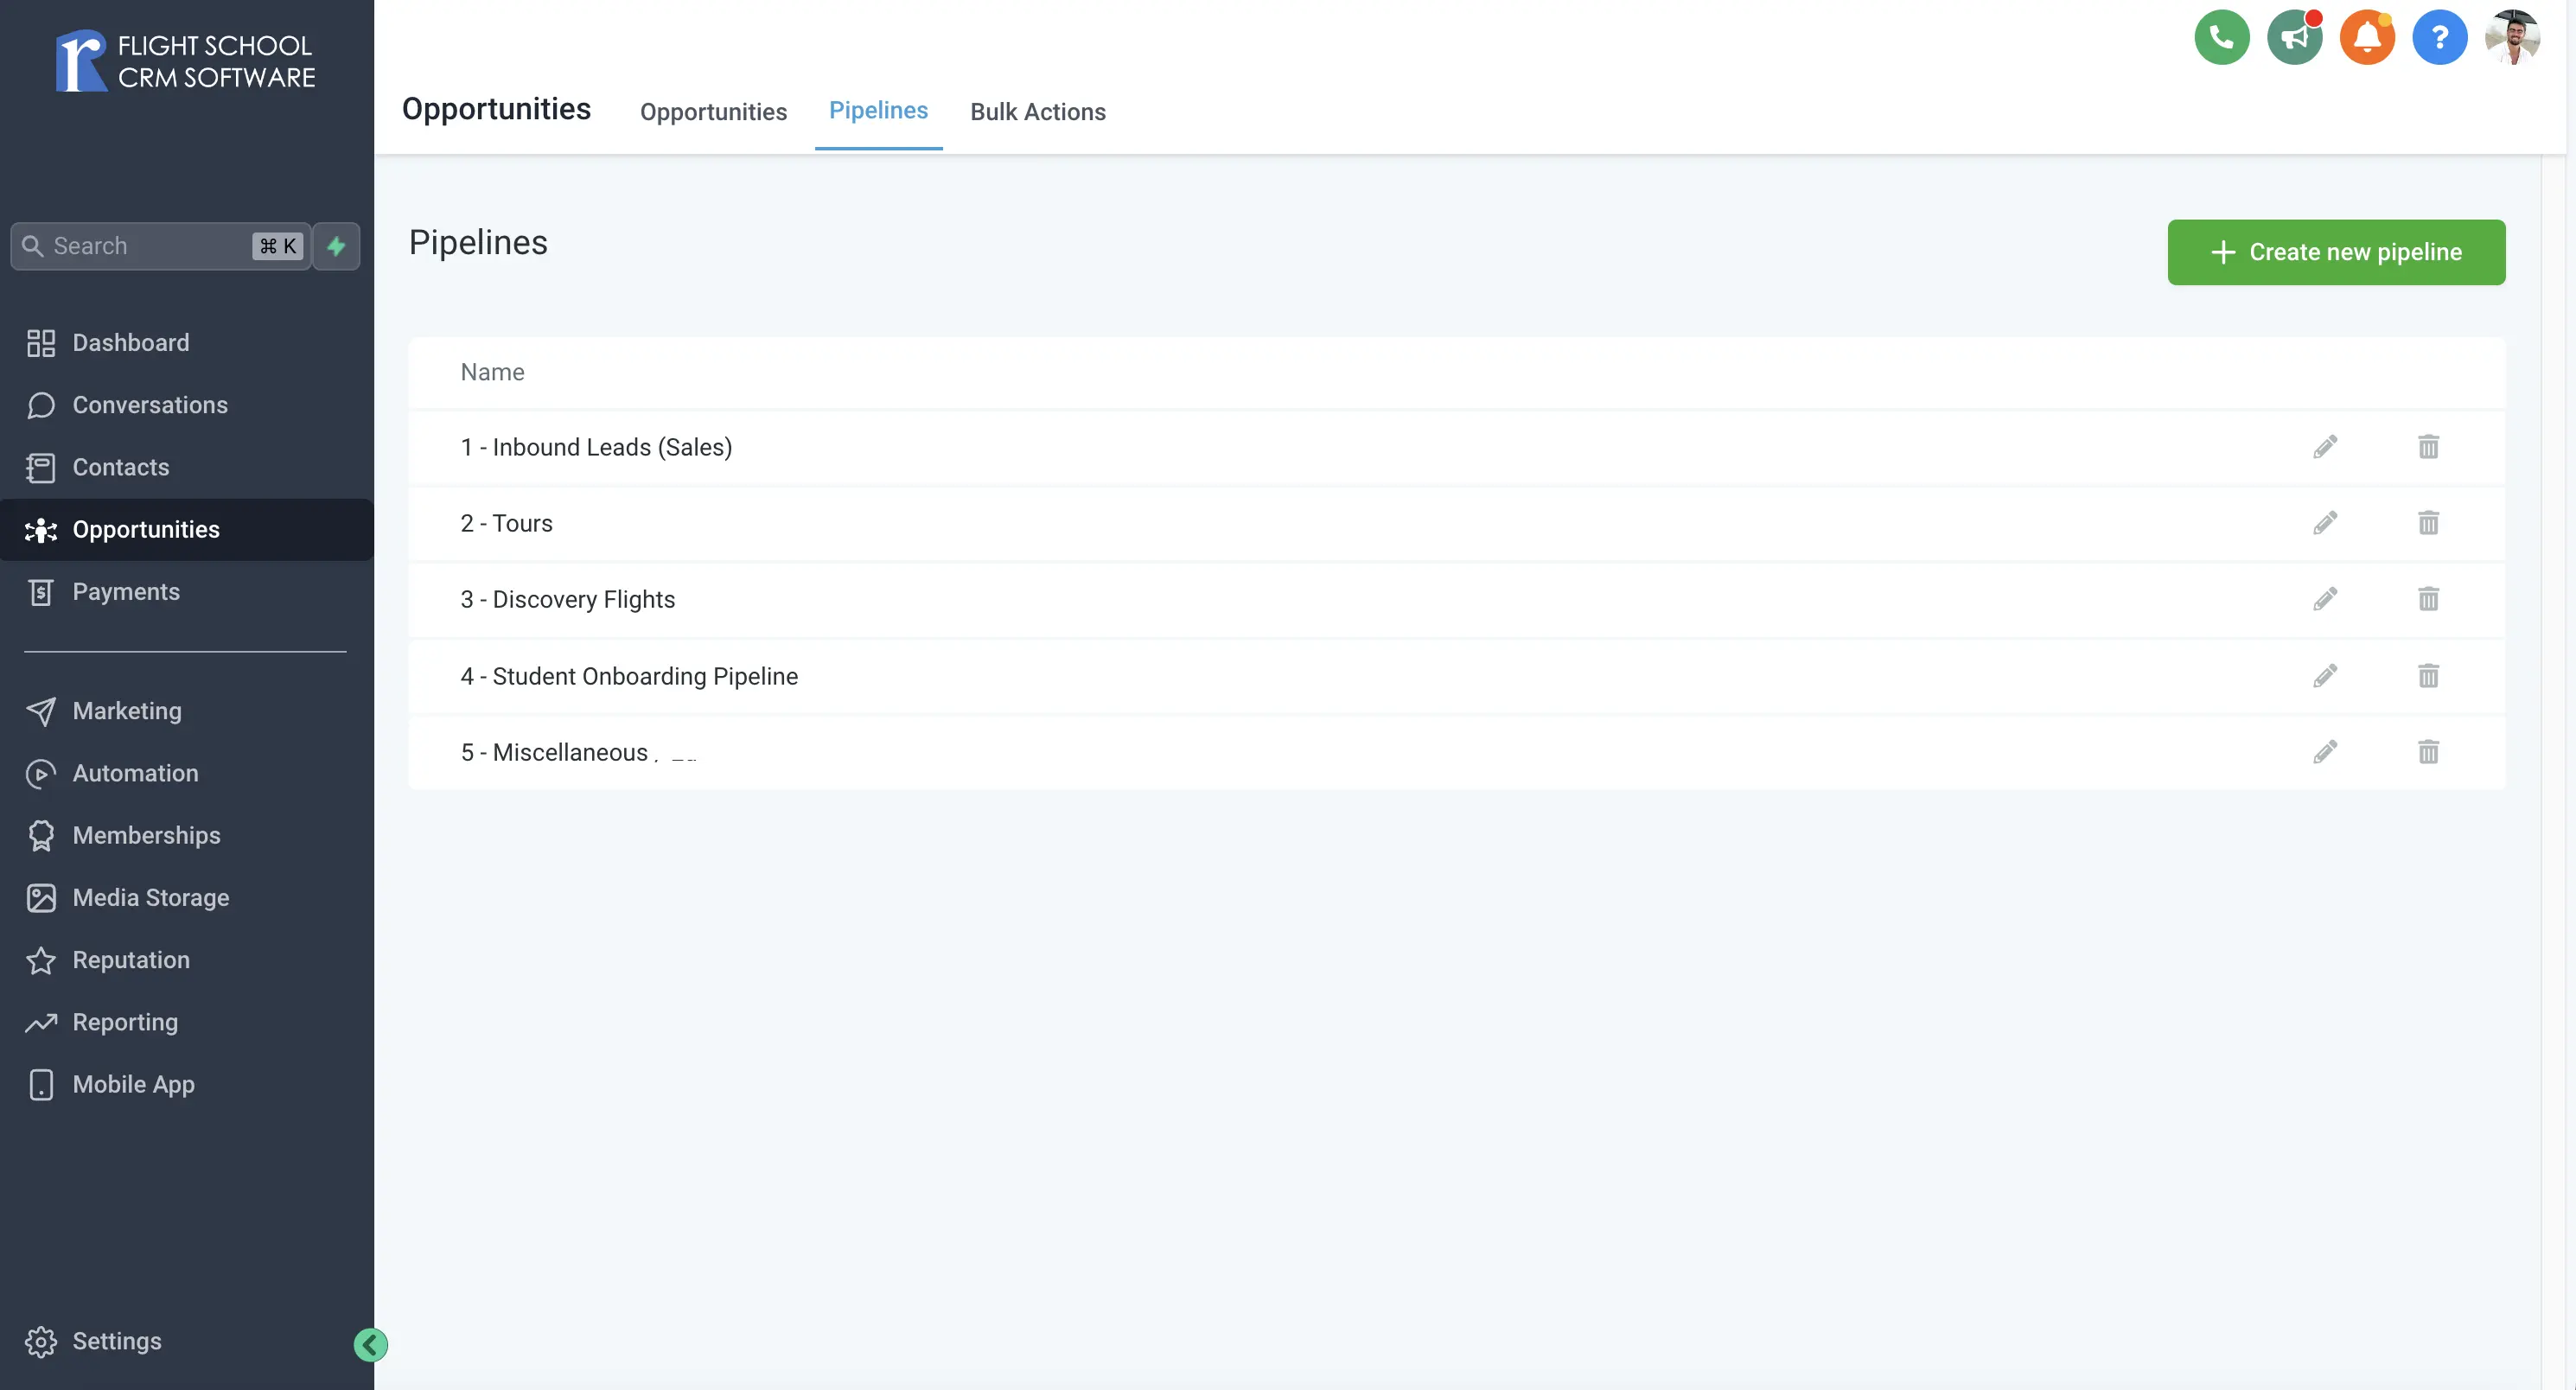 FLIGHT SCHOOL
CRM SOFTWARE
Search
⌘ K
Dashboard
Conversations
Contacts
Opportunities
Payments
Marketing
Automation
Memberships
Media Storage
Reputation
Reporting
Mobile App
Settings
Opportunities
Opportunities
Pipelines
Bulk Actions
?
Pipelines
+ Create new pipeline
Name
1 - Inbound Leads (Sales)
2 - Tours
3 - Discovery Flights
4 - Student Onboarding Pipeline
5 - Miscellaneous